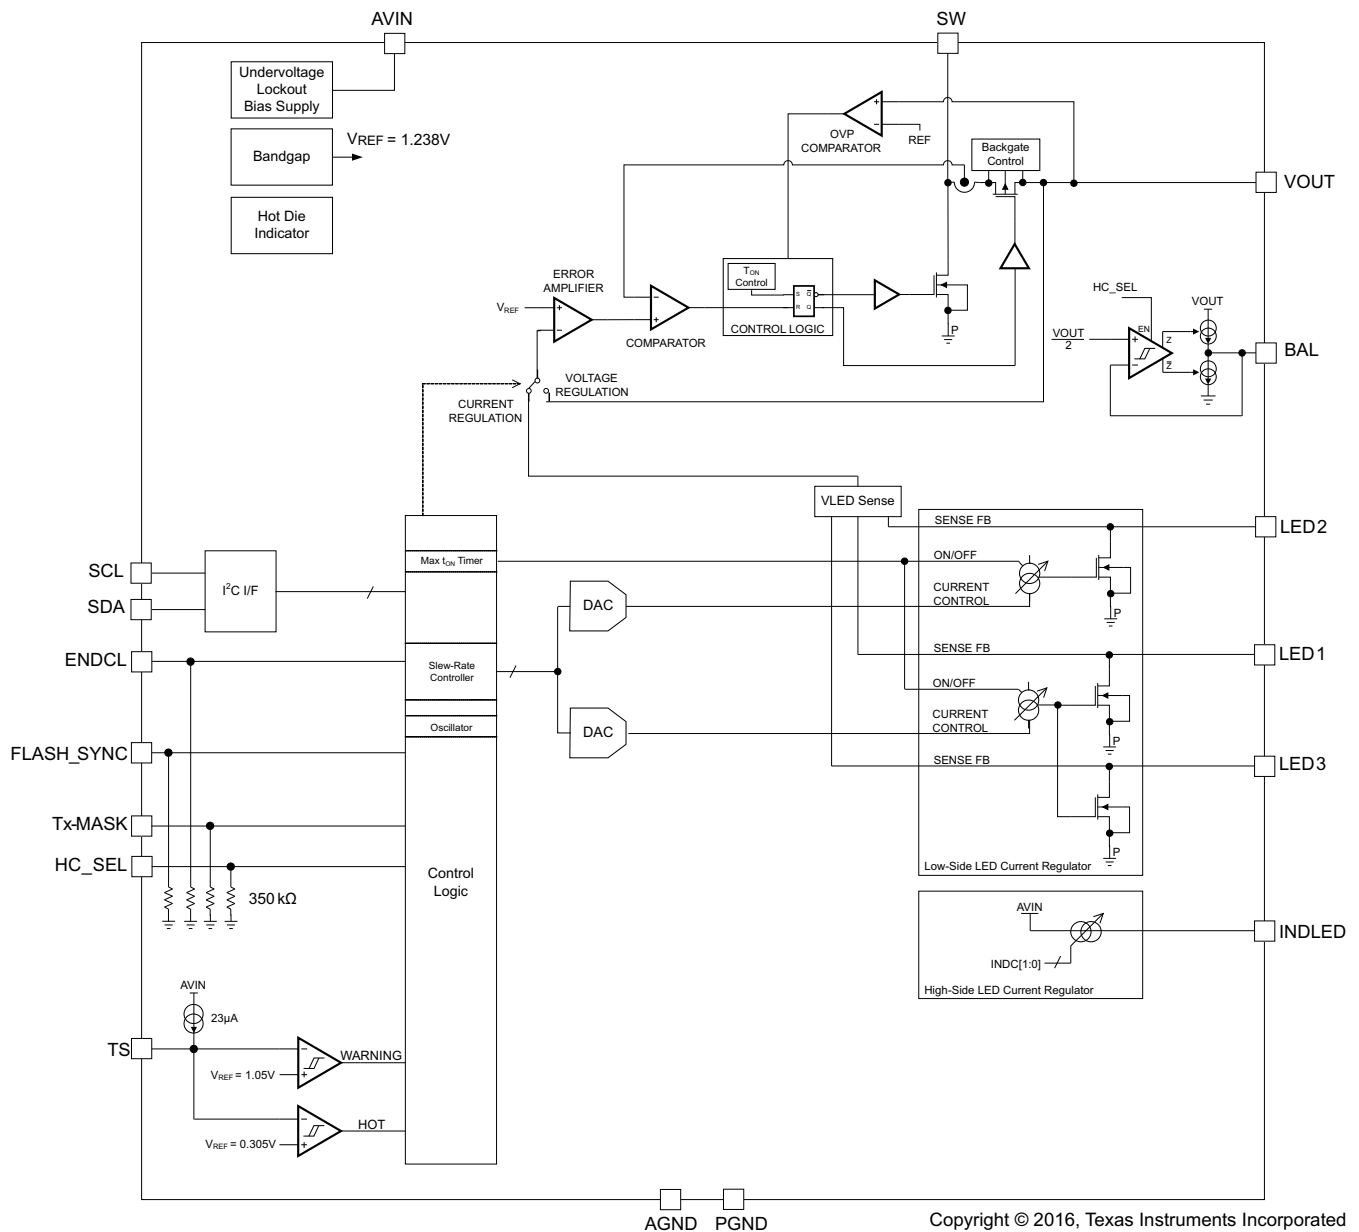 AVIN
SW
Undervoltage
Lockout
Bias Supply
Bandgap
VREF = 1.238V
Hot Die
Indicator
OVP
COMPARATOR
REF
Backgate
Control
VOUT
ERROR
AMPLIFIER
VREF
COMPARATOR
TON
Control
S
R
Q̅
Q
CONTROL LOGIC
P
HC_SEL
VOUT
EN
VOUT
2
Z
Z̅
BAL
VOLTAGE
REGULATION
CURRENT
REGULATION
VLED Sense
SENSE FB
LED2
ON/OFF
CURRENT
CONTROL
P
SCL
SDA
I²C I/F
Max tON Timer
DAC
ENDCL
Slew-Rate
Controller
SENSE FB
LED1
ON/OFF
CURRENT
CONTROL
P
DAC
Oscillator
FLASH_SYNC
SENSE FB
LED3
P
Low-Side LED Current Regulator
Tx-MASK
HC_SEL
350 kΩ
Control
Logic
AVIN
INDC[1:0]
INDLED
High-Side LED Current Regulator
AVIN
23µA
TS
WARNING
VREF = 1.05V
HOT
VREF = 0.305V
AGND
PGND
Copyright © 2016, Texas Instruments Incorporated